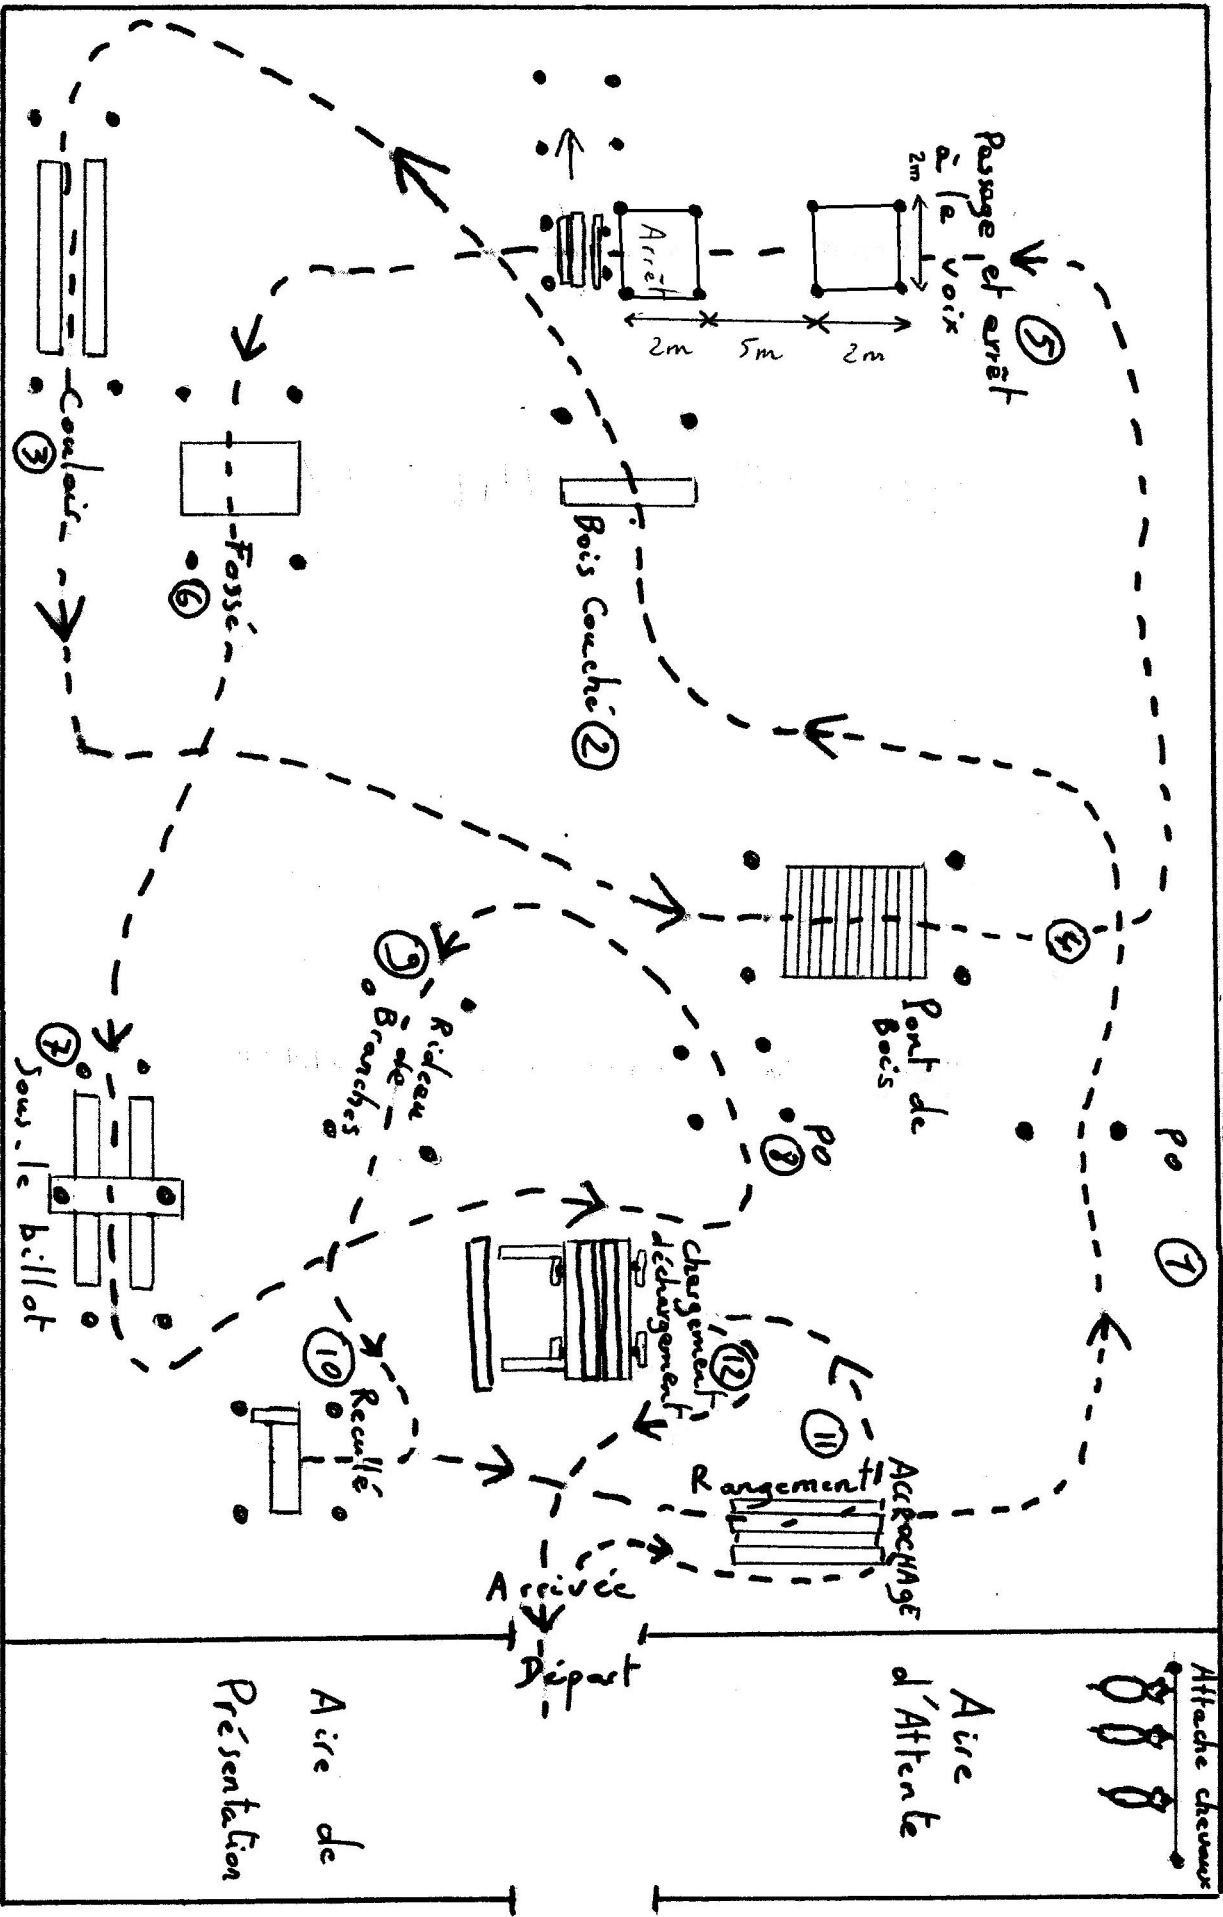 Passage et arrêt
à la voix
5
2m
2m
5m
2m
Arrêt
Couloir
3
Fossé
6
Bois Couché
2
4
Pont de
Bois
Po
1
Po
8
9
Rideau
de
Branches
7
Sous-le billot
Chargement
déchargement
12
11
10
Reculé
Rangement
ACCROCHAGE
Arrivée
Départ
Attache chevaux
Aire
d'Attente
Aire de
Présentation